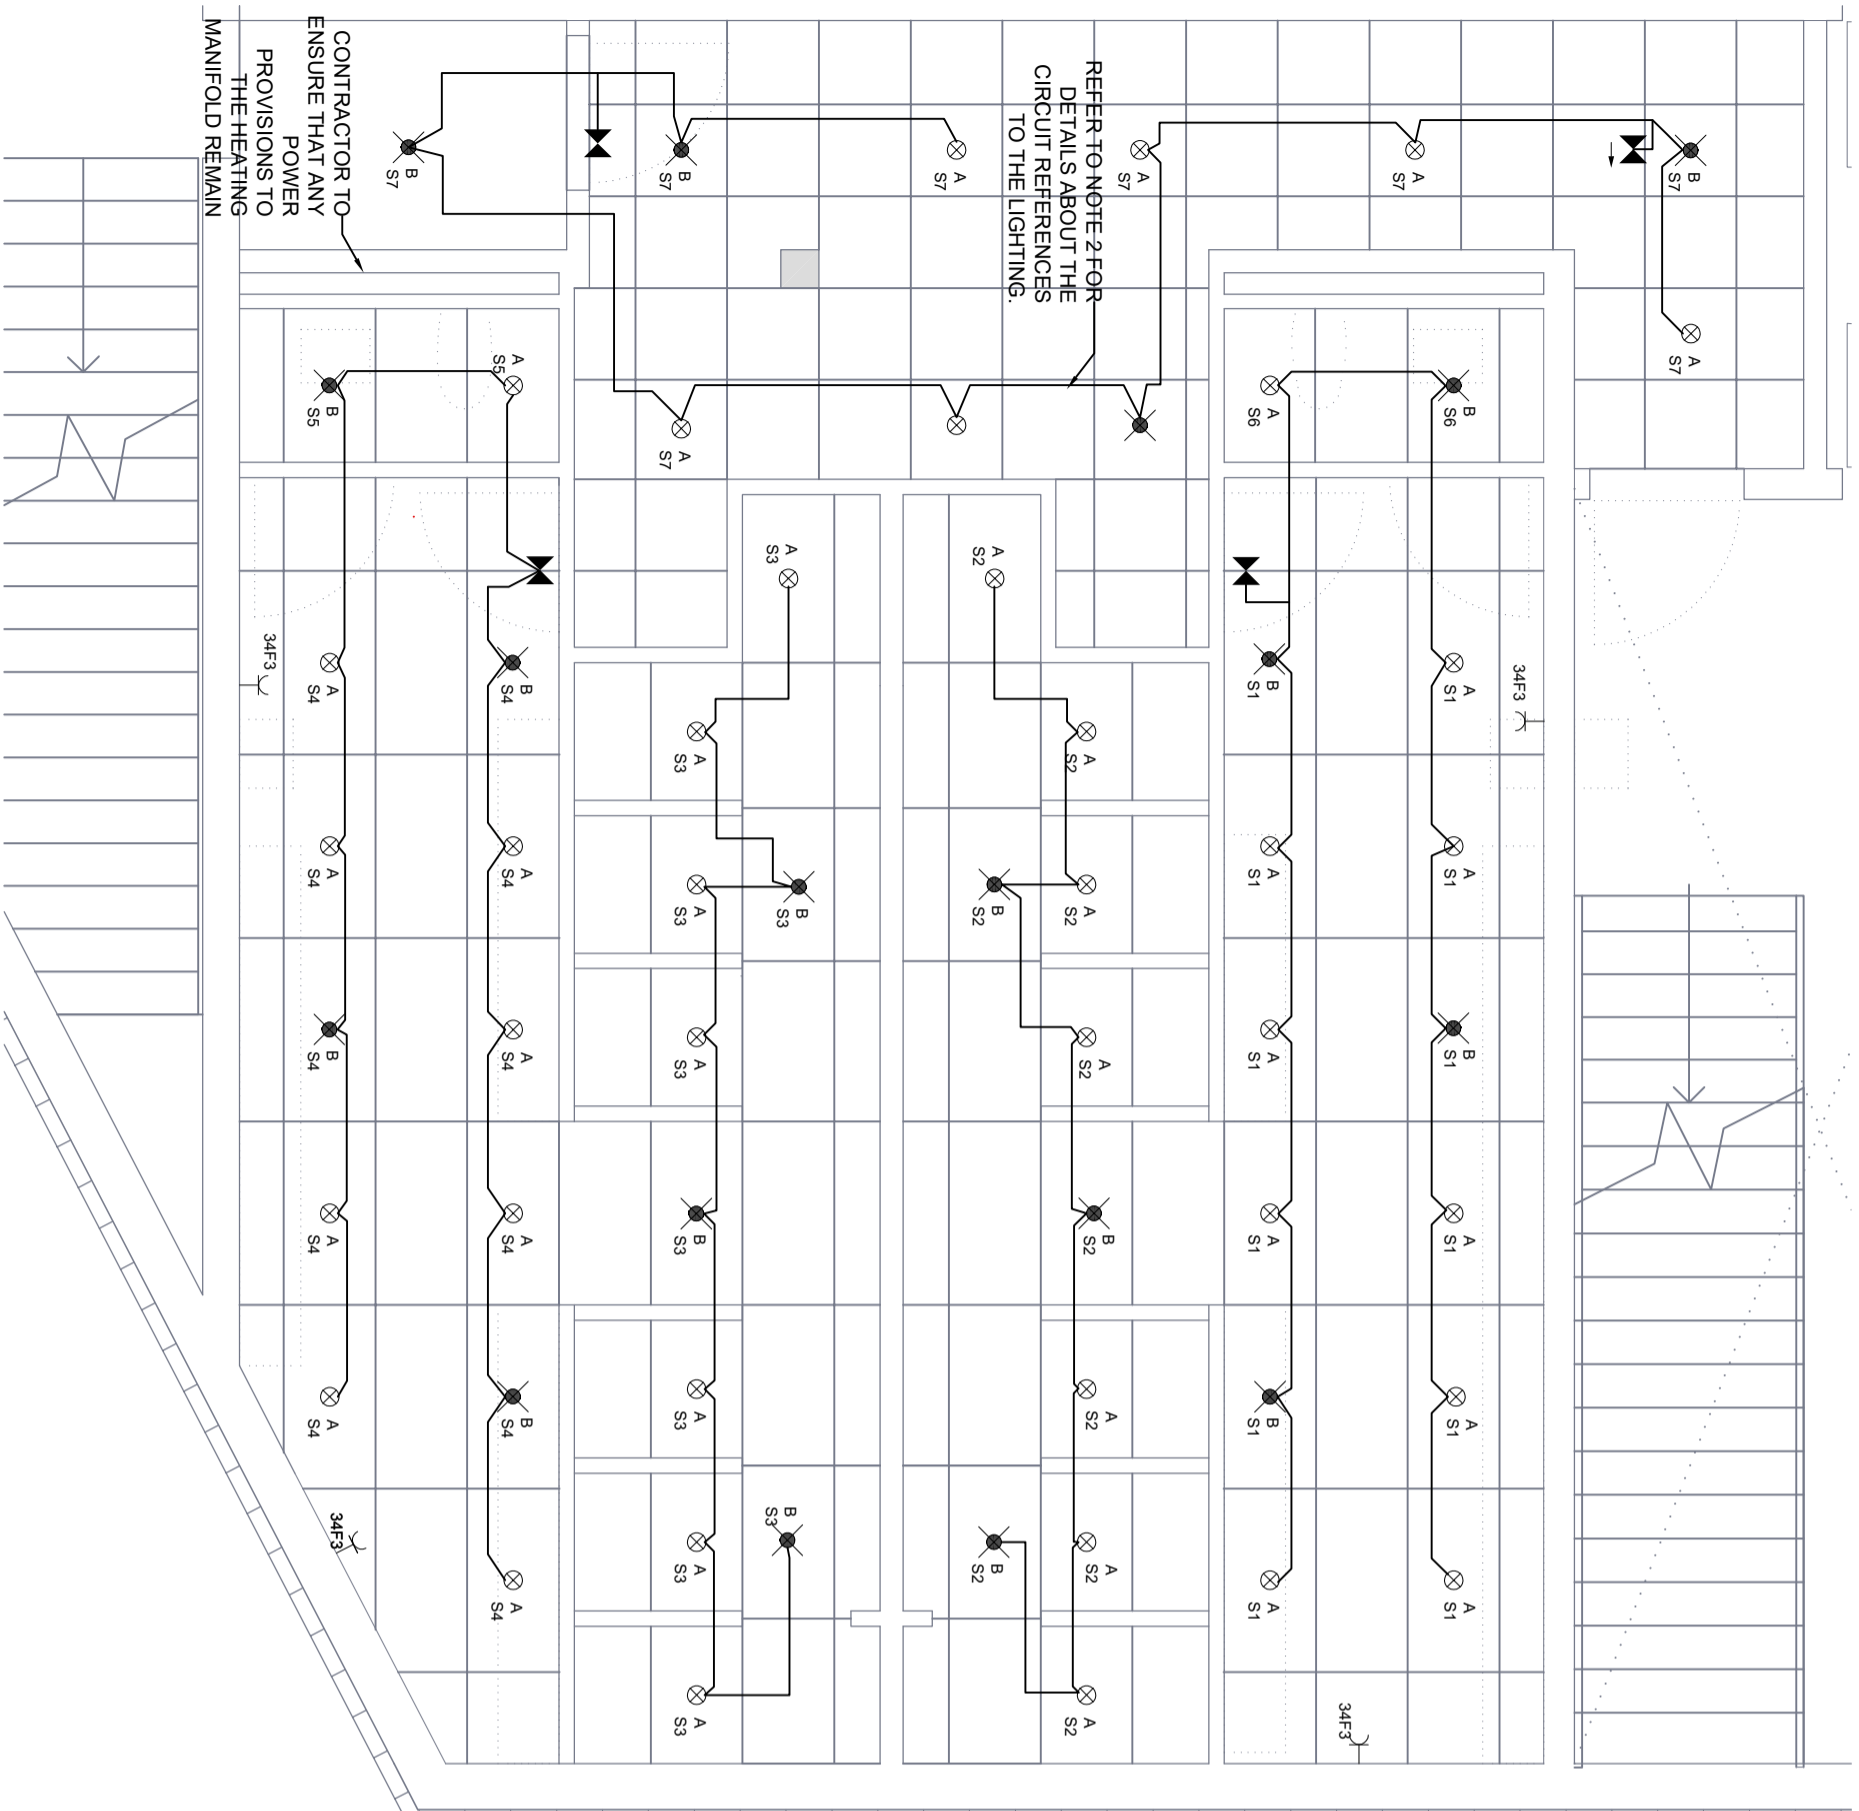 CONTRACTOR TO
ENSURE THAT ANY
POWER
PROVISIONS TO
THE HEATING
MANIFOLD REMAIN
REFER TO NOTE 2 FOR
DETAILS ABOUT THE
CIRCUIT REFERENCES
TO THE LIGHTING.
B
S7
B
S7
A
S7
A
S7
A
S7
B
S7
A
S7
B
S5
A
S5
A
S7
A
S6
B
S6
A
S3
A
S2
34F3
A
S4
B
S4
B
S1
A
S1
34F3
A
S3
A
S2
A
S4
A
S4
A
S3
B
S3
B
S2
A
S2
A
S1
A
S1
B
S4
A
S4
A
S3
A
S2
A
S1
B
S1
A
S4
A
S4
B
S3
B
S2
A
S1
A
S1
A
S4
B
S4
A
S3
A
S2
B
S1
A
S1
34F3
A
S4
A
S3
B
S3
B
S2
A
S2
A
S1
A
S1
A
S3
A
S2
34F3